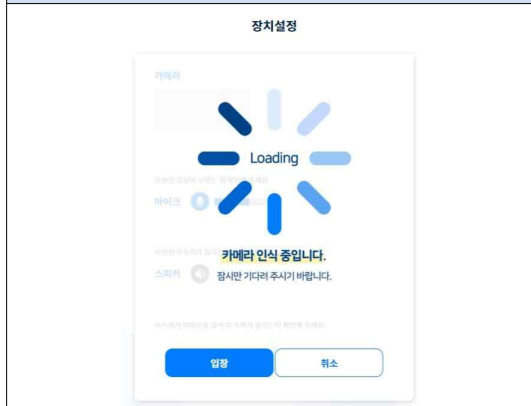 장치설정
카메라
Loading
마이크
카메라 인식 중입니다.
스피커
잠시만 기다려 주시기 바랍니다.
입장
취소